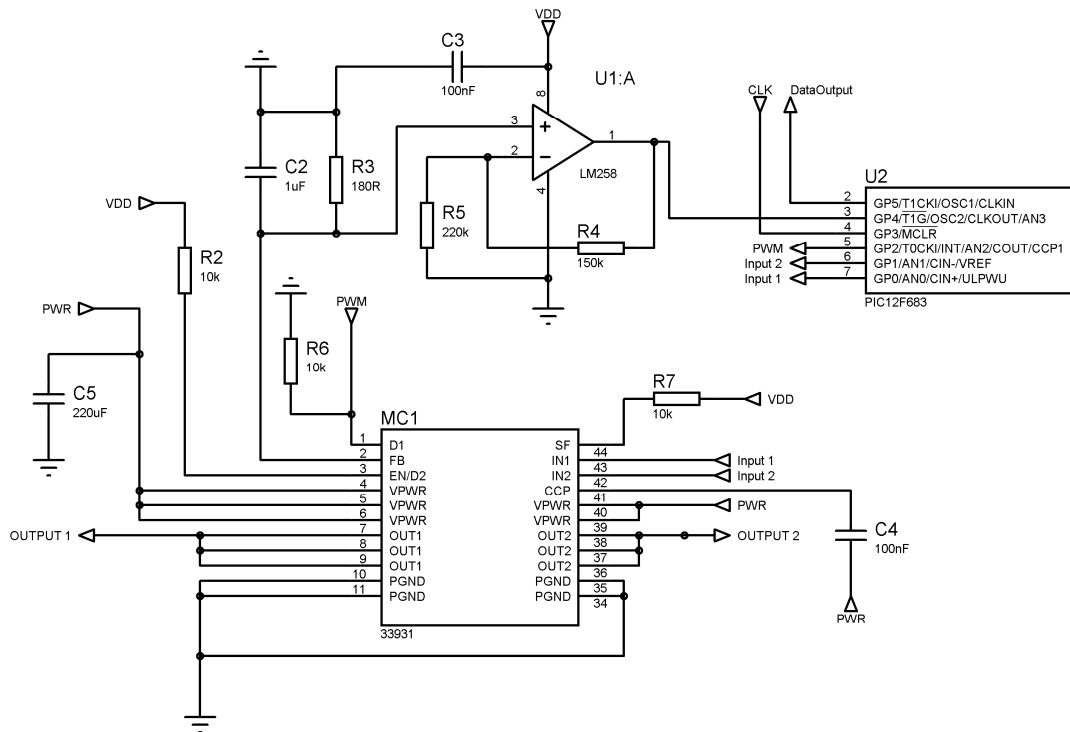 VDD
C3
100nF
U1:A
8
3
2
1
4
LM258
CLK
DataOutput
C2
1uF
R3
180R
R5
220k
R4
150k
U2
2 GP5/T1CKI/OSC1/CLKIN
3 GP4/T1G/OSC2/CLKOUT/AN3
4 GP3/MCLR
PWM 5 GP2/T0CKI/INT/AN2/COUT/CCP1
Input 2 6 GP1/AN1/CIN-/VREF
Input 1 7 GP0/AN0/CIN+/ULPWU
PIC12F683
VDD
R2
10k
PWR
C5
220uF
PWM
R6
10k
R7
10k
VDD
MC1
1 D1
2 FB
3 EN/D2
4 VPWR
5 VPWR
6 VPWR
OUTPUT 1 7 OUT1
8 OUT1
9 OUT1
10 PGND
11 PGND
SF 44
IN1 43 Input 1
IN2 42 Input 2
CCP 41
VPWR 40 PWR
VPWR 39
OUT2 38 OUTPUT 2
OUT2 37
OUT2 36
PGND 35
PGND 34
33931
C4
100nF
PWR